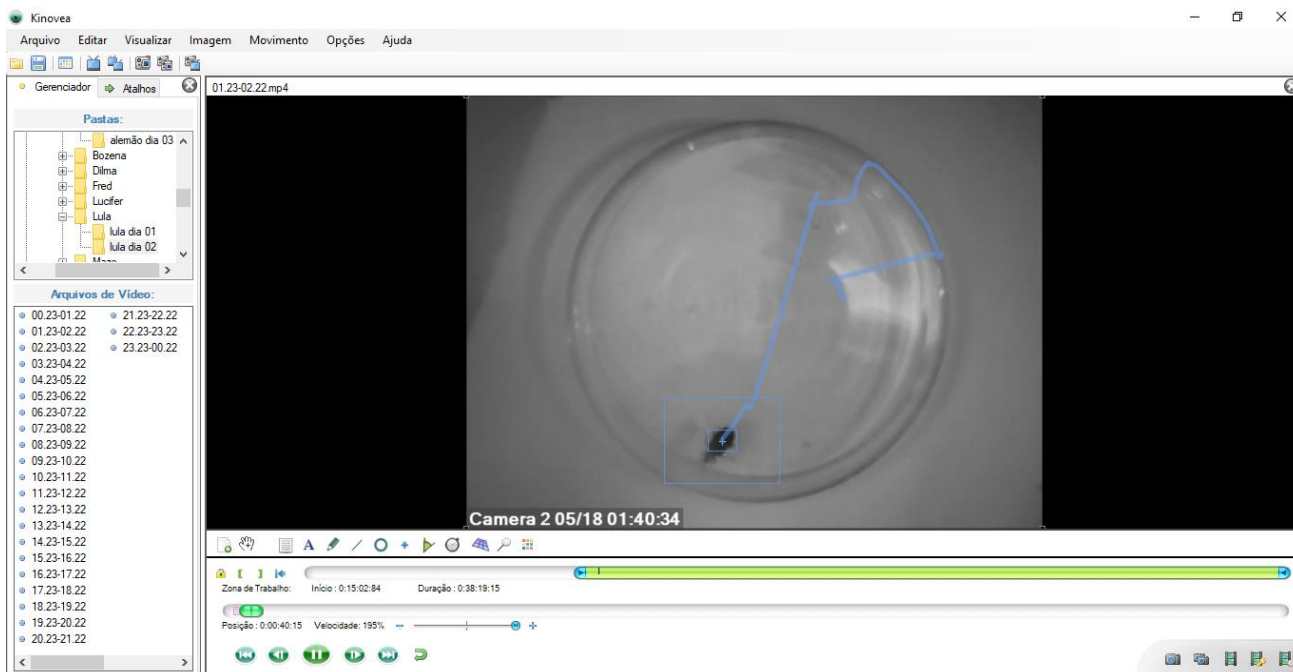 Kinovea
Arquivo Editar Visualizar Imagem Movimento Opções Ajuda
Gerenciador Atalhos
01.23-02.22.mp4
Pastas:
alemão dia 03
Bozena
Dilma
Fred
Lucifer
Lula
lula dia 01
lula dia 02
Arquivos de Vídeo:
00.23-01.22 21.23-22.22
01.23-02.22 22.23-23.22
02.23-03.22 23.23-00.22
03.23-04.22
04.23-05.22
05.23-06.22
06.23-07.22
07.23-08.22
08.23-09.22
09.23-10.22
10.23-11.22
11.23-12.22
12.23-13.22
13.23-14.22
14.23-15.22
15.23-16.22
16.23-17.22
17.23-18.22
18.23-19.22
19.23-20.22
20.23-21.22
Camera 2 05/18 01:40:34
Zona de Trabalho: Início : 0:15:02:84 Duração : 0:38:19:15
Posição : 0:00:40:15 Velocidade: 195%